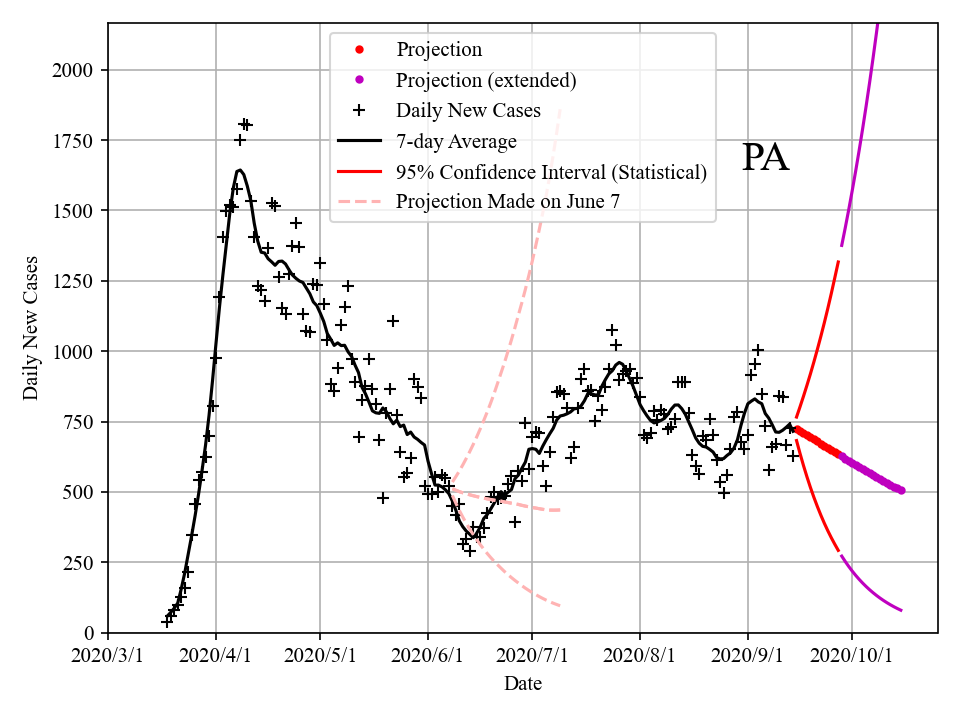 Projection
Projection (extended)
Daily New Cases
7-day Average
95% Confidence Interval (Statistical)
Projection Made on June 7
PA
2000
1750
1500
1250
1000
750
500
250
0
Daily New Cases
2020/3/1 2020/4/1 2020/5/1 2020/6/1 2020/7/1 2020/8/1 2020/9/1 2020/10/1
Date